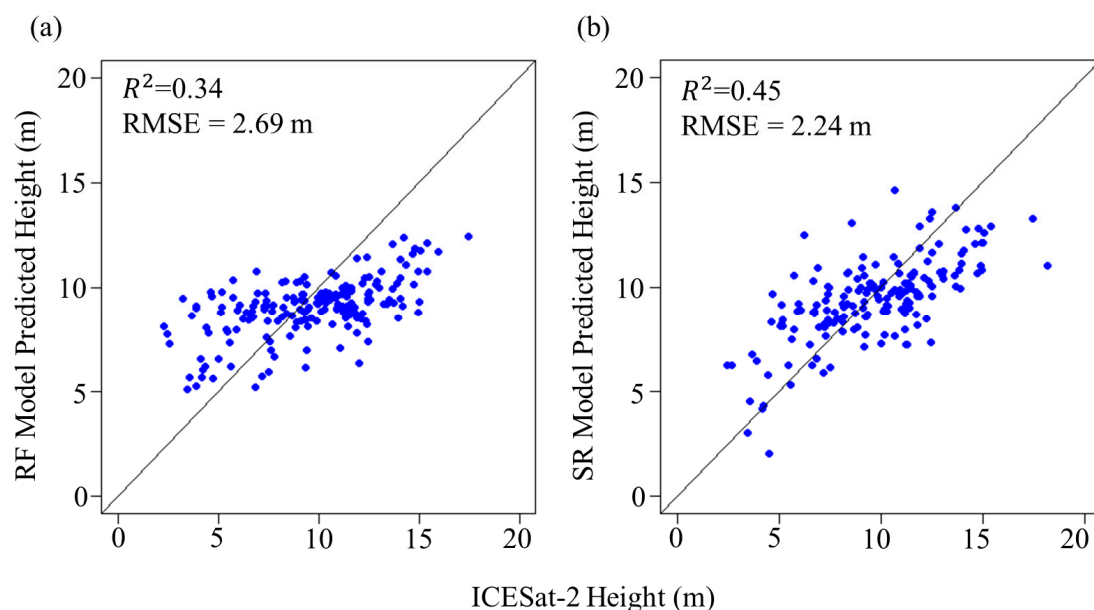 (a)
(b)
R²=0.34
RMSE = 2.69 m
R²=0.45
RMSE = 2.24 m
RF Model Predicted Height (m)
20
15
10
5
0
0 5 10 15 20
SR Model Predicted Height (m)
20
15
10
5
0
0 5 10 15 20
ICESat-2 Height (m)